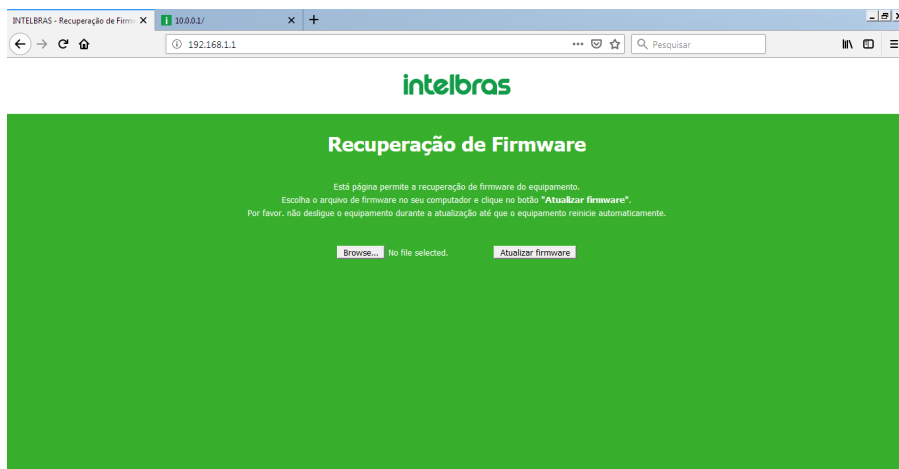 INTELBRAS - Recuperação de Firm
10.0.0.1/
192.168.1.1
Pesquisar
intelbras
Recuperação de Firmware
Está página permite a recuperação de firmware do equipamento.
Escolha o arquivo de firmware no seu computador e clique no botão "Atualizar firmware".
Por favor. não desligue o equipamento durante a atualização até que o equipamento reinicie automaticamente.
Browse... No file selected. Atualizar firmware